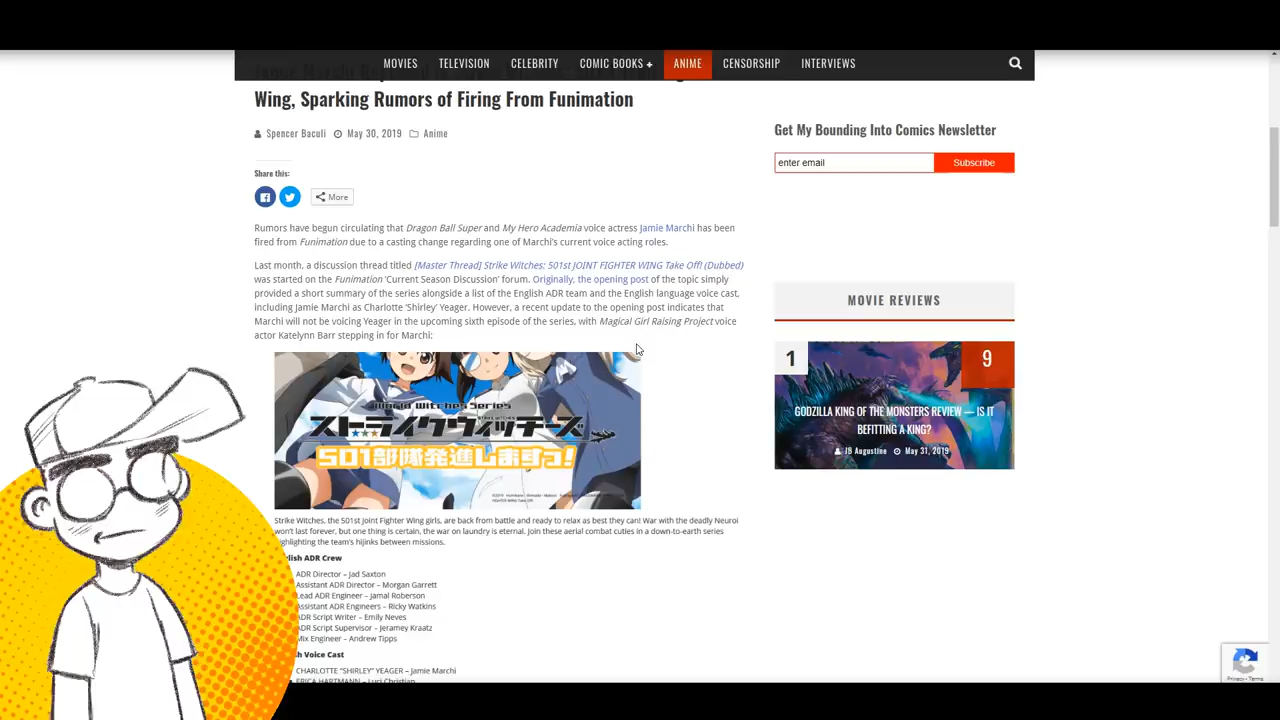 MOVIES TELEVISION CELEBRITY COMIC BOOKS + ANIME CENSORSHIP INTERVIEWS
Wing, Sparking Rumors of Firing From Funimation
Spencer Baculi May 30, 2019 Anime
Share this:
More
Rumors have begun circulating that Dragon Ball Super and My Hero Academia voice actress Jamie Marchi has been
fired from Funimation due to a casting change regarding one of Marchi's current voice acting roles.
Last month, a discussion thread titled [Master Thread] Strike Witches: 501st JOINT FIGHTER WING Take Off! (Dubbed)
was started on the Funimation 'Current Season Discussion' forum. Originally, the opening post of the topic simply
provided a short summary of the series alongside a list of the English ADR team and the English language voice cast,
including Jamie Marchi as Charlotte 'Shirley' Yeager. However, a recent update to the opening post indicates that
Marchi will not be voicing Yeager in the upcoming sixth episode of the series, with Magical Girl Raising Project voice
actor Katelynn Barr stepping in for Marchi:
World Witches Series
ストライクウィッチーズ
STRIKE WITCHES
501部隊発進しますっ!
Strike Witches, the 501st Joint Fighter Wing girls, are back from battle and ready to relax as best they can! War with the deadly Neuroi
won't last forever, but one thing is certain, the war on laundry is eternal. Join these aerial combat cuties in a down-to-earth series
highlighting the team's hijinks between missions.
lish ADR Crew
ADR Director – Jad Saxton
Assistant ADR Director – Morgan Garrett
Lead ADR Engineer – Jamal Roberson
Assistant ADR Engineers – Ricky Watkins
ADR Script Writer – Emily Neves
ADR Script Supervisor – Jeramey Kraatz
Mix Engineer – Andrew Tipps
sh Voice Cast
CHARLOTTE "SHIRLEY" YEAGER – Jamie Marchi
ERICA HARTMANN – Luci Christian
Get My Bounding Into Comics Newsletter
enter email Subscribe
MOVIE REVIEWS
1 9
GODZILLA KING OF THE MONSTERS REVIEW — IS IT
BEFITTING A KING?
JB Augustine May 31, 2019
Privacy - Terms